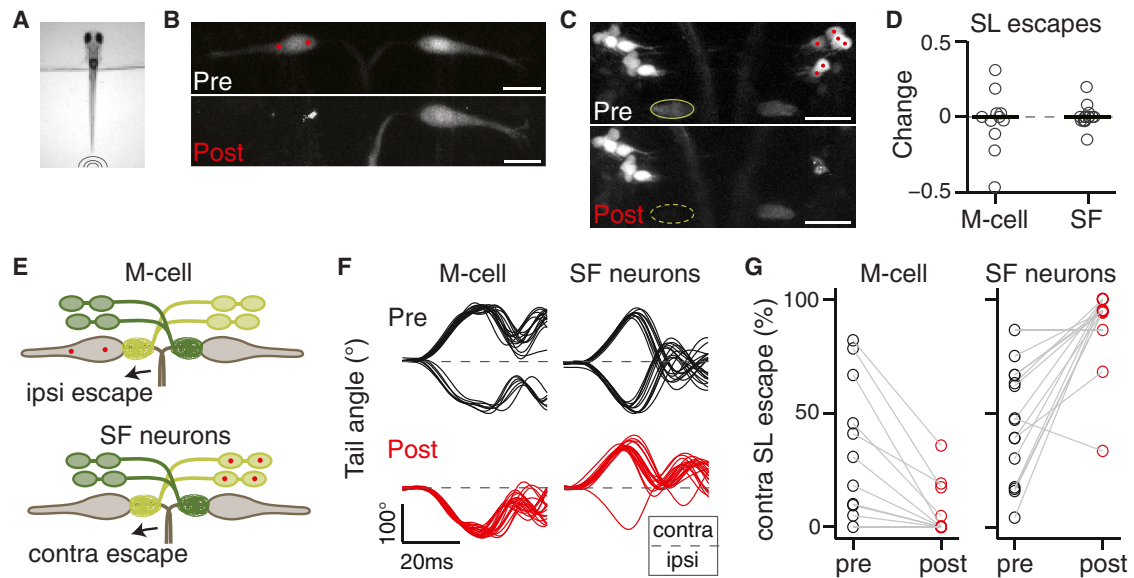 A
B
Pre
Post
C
Pre
Post
D
SL escapes
Change
0.5
0
−0.5
M-cell
SF
E
M-cell
ipsi escape
SF neurons
contra escape
F
M-cell
SF neurons
Pre
Post
Tail angle (°)
100°
20ms
contra
ipsi
G
M-cell
SF neurons
contra SL escape (%)
100
50
0
pre
post
pre
post